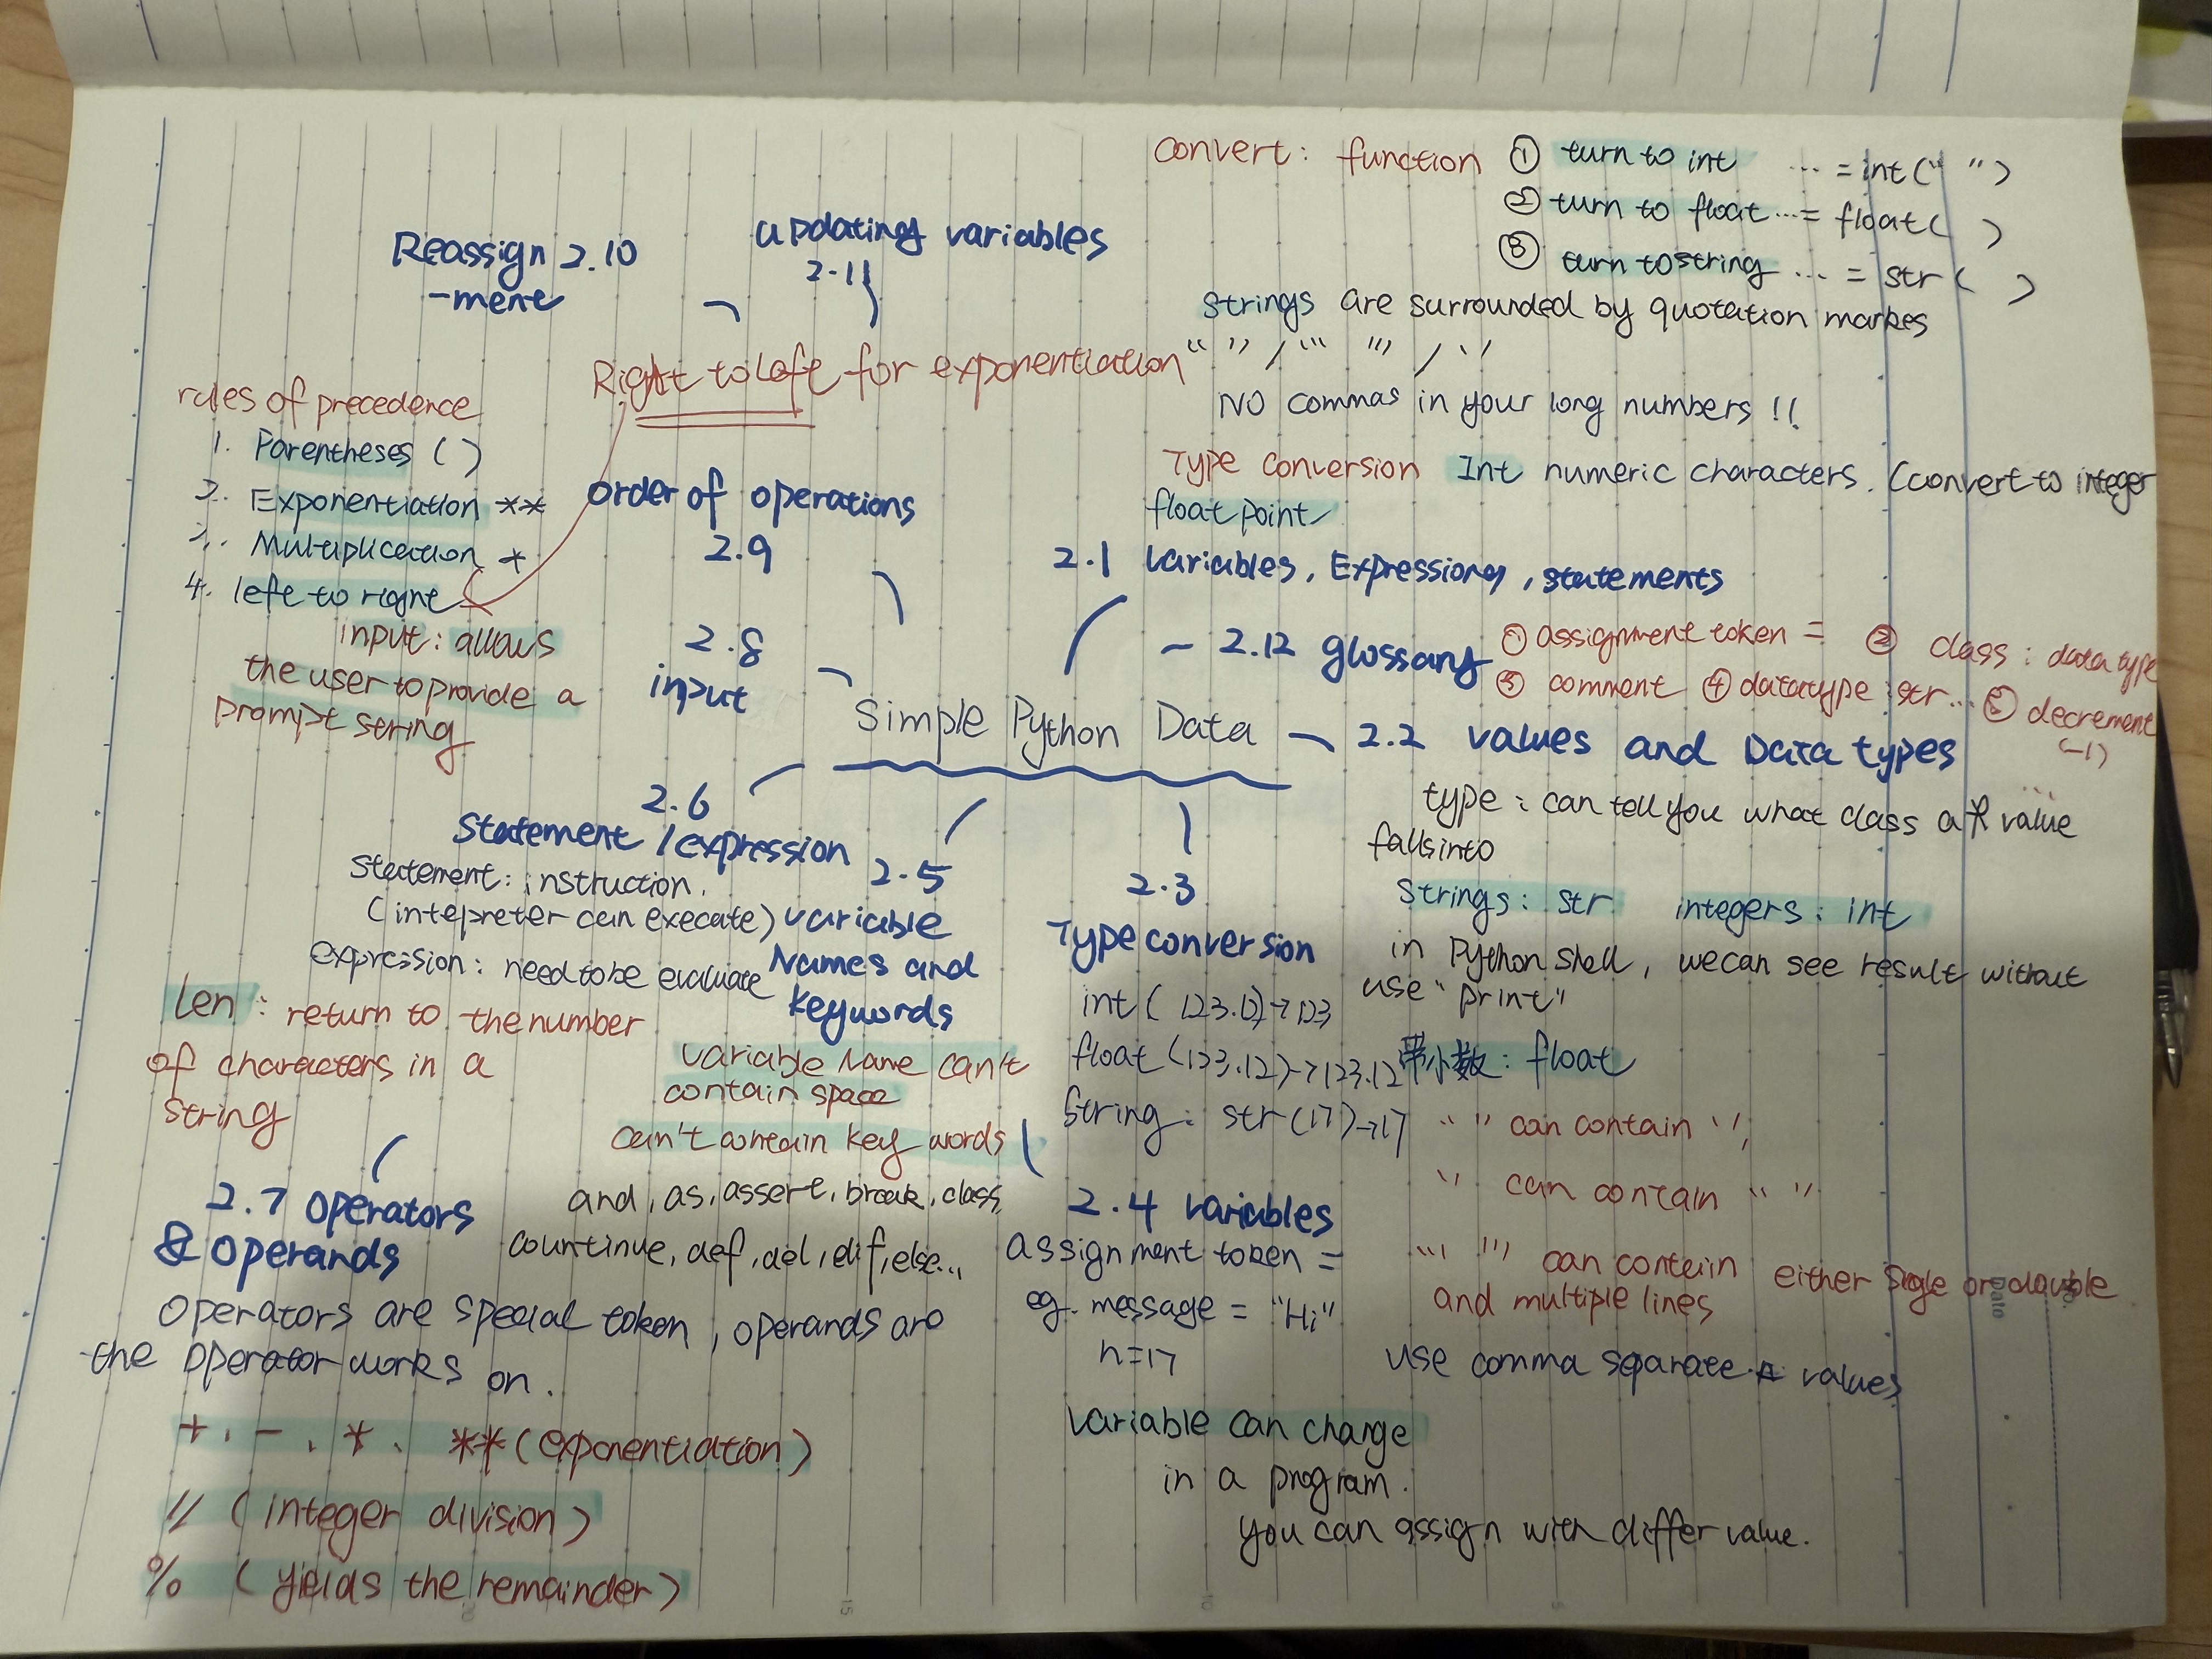 convert: function ① turn to int ... = int(“ ”)
② turn to float ... = float( )
③ turn to string ... = str( )
strings are surrounded by quotation markes
“ ” / ‘‘‘ ’’’ / ‘ ’
NO commas in your long numbers !!
Type conversion Int numeric characters. (convert to integer
float point
Reassign 2.10
-ment
updating variables
2.11
Right to Left for exponentiation
rules of precedence
1. Parentheses ( )
2. Exponentiation **
3. Multiplication *
4. left to right
order of operations
2.9
input: allows
the user to provide a
prompt string
2.8
input
2.1 Variables, Expressions, statements
- 2.12 glossary ① assignment token = ② class: data type
③ comment ④ datatype: str... ⑤ decrement
(-1)
Simple Python Data
2.2 values and Data types
type: can tell you what class a value
falls into
strings: str integers: int
in Python shell, we can see result without
use "print"
带小数: float
“ ” can contain ‘ ’,
‘ ’ can contain “ ”
‘‘‘ ’’’ can contain either single or double
and multiple lines
use comma separate values
2.3
Type conversion
int( 123.12)→123
float (123.12)→123.12
String: str(17)→17
2.4 variables
assignment token =
eg. message = "Hi"
n=17
variable can change
in a program.
you can assign with differ value.
2.5
variable
Names and
keywords
variable Name can't
contain space
can't contain key words
and, as, assert, break, class,
countinue, def, del, elif, else...
2.6
Statement /expression
Statement: instruction.
(intepreter can execute)
expression: need to be evaluate
len: return to the number
of characters in a
string
2.7 operators
& operands
Operators are special token, operands are
the operator works on.
+. -. *. **(exponentiation)
// (integer division)
% (yields the remainder)
Date
No.
20
15
10
5